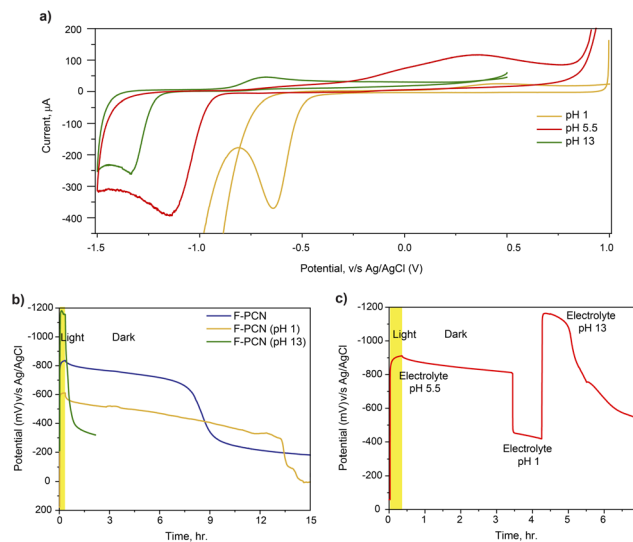 a)
200
100
0
100
-200
-300
-400
Current, µA
-1.5
-1.0
-0.5
0.0
0.5
1.0
Potential, v/s Ag/AgCl (V)
pH 1
pH 5.5
pH 13
b)
-1200
-1000
-800
-600
-400
-200
0
200
Potential (mV) v/s Ag/AgCl
Light
Dark
F-PCN
F-PCN (pH 1)
F-PCN (pH 13)
0
3
6
9
12
15
Time, hr.
c)
-1200
-1000
-800
-600
-400
-200
0
Potential (mV) v/s Ag/AgCl
Light
Dark
Electrolyte
pH 5.5
Electrolyte
pH 1
Electrolyte
pH 13
0
1
2
3
4
5
6
Time, hr.